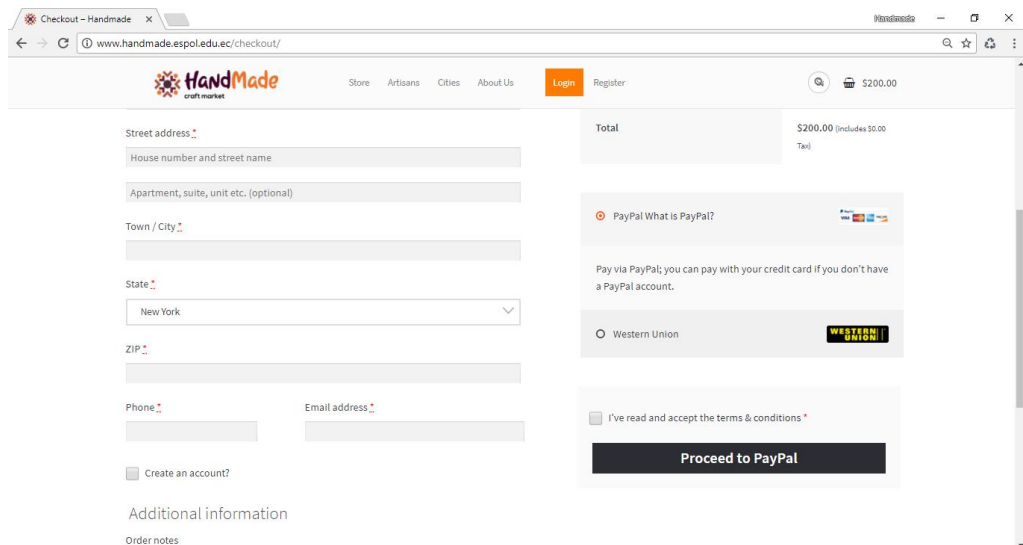 Checkout – Handmade
Handmade
www.handmade.espol.edu.ec/checkout/
HandMade
craft market
Store Artisans Cities About Us Login Register $200.00
Street address *
House number and street name
Apartment, suite, unit etc. (optional)
Town / City *
State *
New York
ZIP *
Phone * Email address *
Create an account?
Additional information
Order notes
Total $200.00 (includes $0.00
Tax)
PayPal What is PayPal?
VISA
Pay via PayPal; you can pay with your credit card if you don't have
a PayPal account.
Western Union WESTERN
UNION
I've read and accept the terms & conditions *
Proceed to PayPal